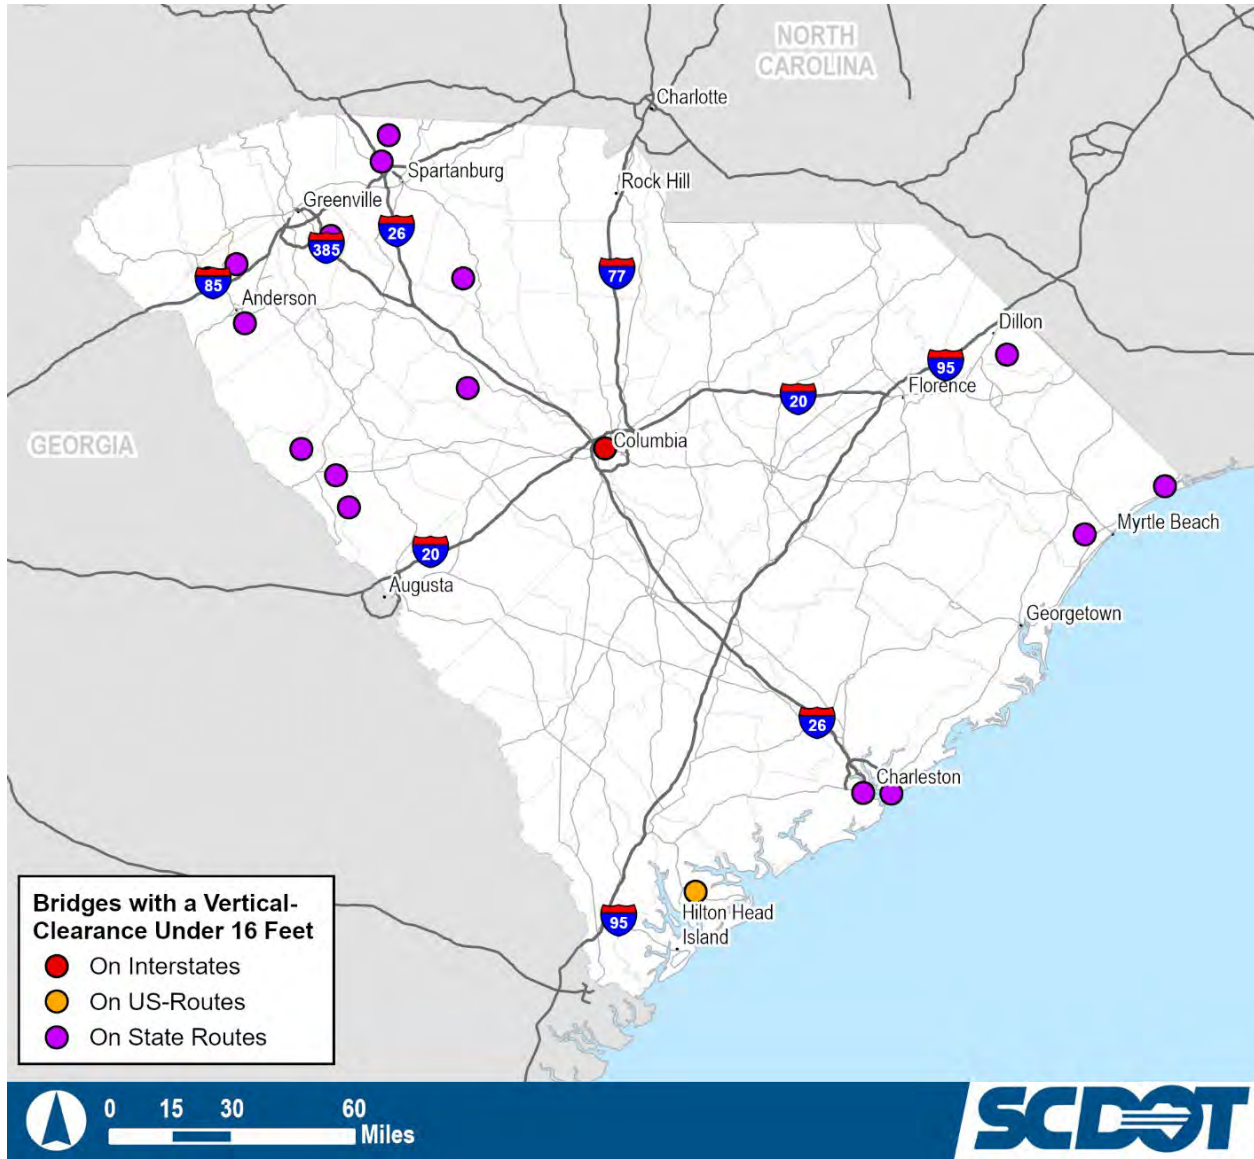 NORTH
CAROLINA
Charlotte
Spartanburg
Rock Hill
Greenville
26
385
77
85
Anderson
Dillon
95
Florence
20
GEORGIA
Columbia
Myrtle Beach
20
Augusta
Georgetown
26
Charleston
Hilton Head
Island
95
Bridges with a Vertical-
Clearance Under 16 Feet
On Interstates
On US-Routes
On State Routes
0 15 30 60
Miles
SCDOT